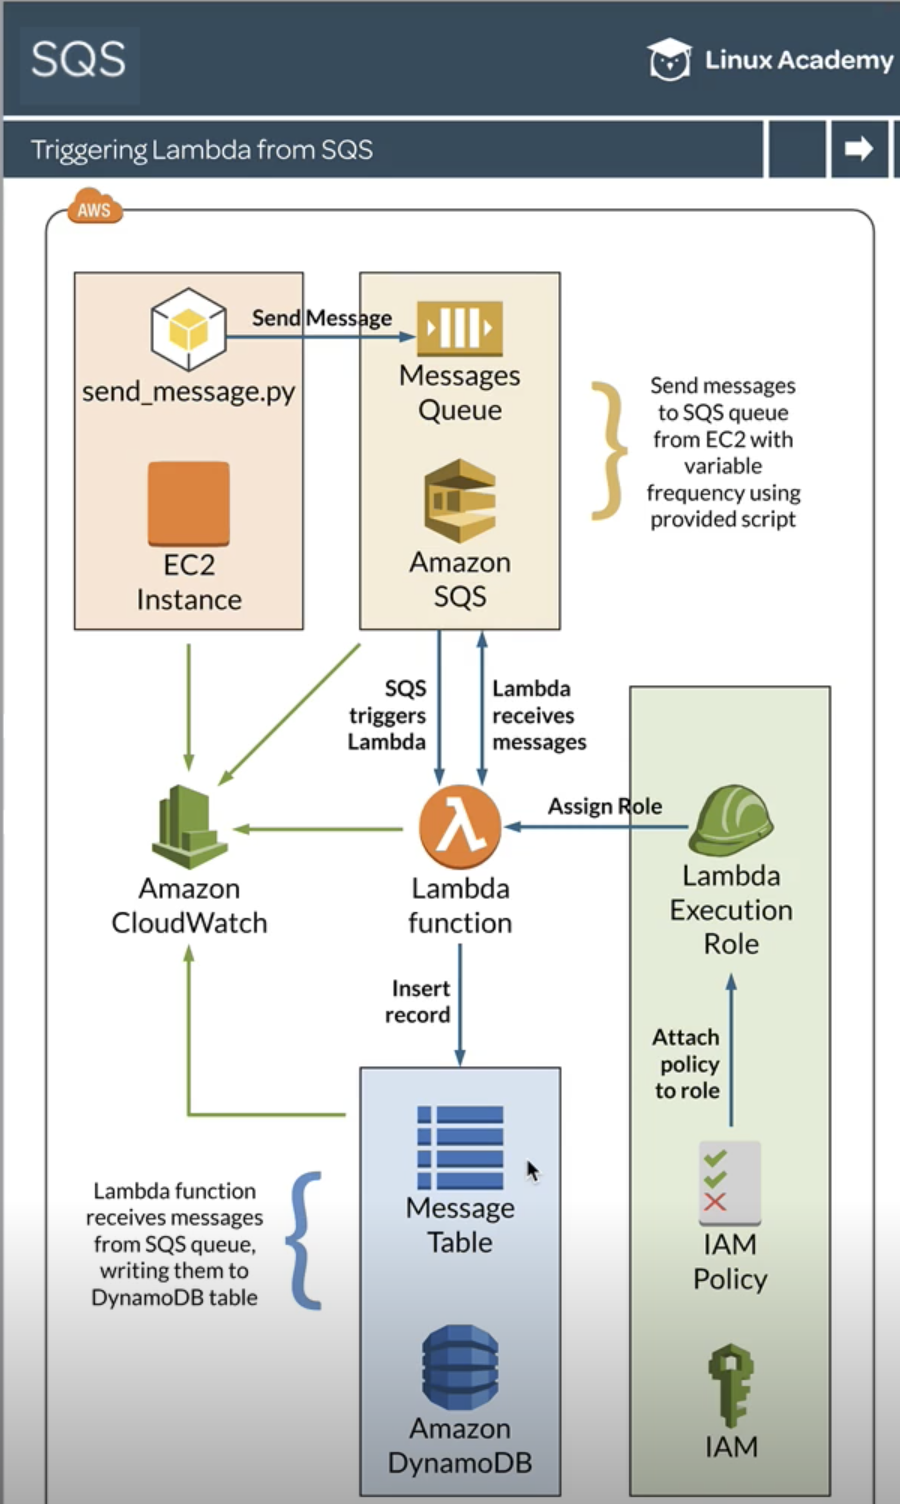 SQS
Linux Academy
Triggering Lambda from SQS
AWS
Send Message
send_message.py
Messages
Queue
Send messages
to SQS queue
from EC2 with
variable
frequency using
provided script
EC2
Instance
Amazon
SQS
SQS
triggers
Lambda
Lambda
receives
messages
Assign Role
Amazon
CloudWatch
λ
Lambda
function
Lambda
Execution
Role
Insert
record
Attach
policy
to role
Lambda function
receives messages
from SQS queue,
writing them to
DynamoDB table
Message
Table
IAM
Policy
Amazon
DynamoDB
IAM